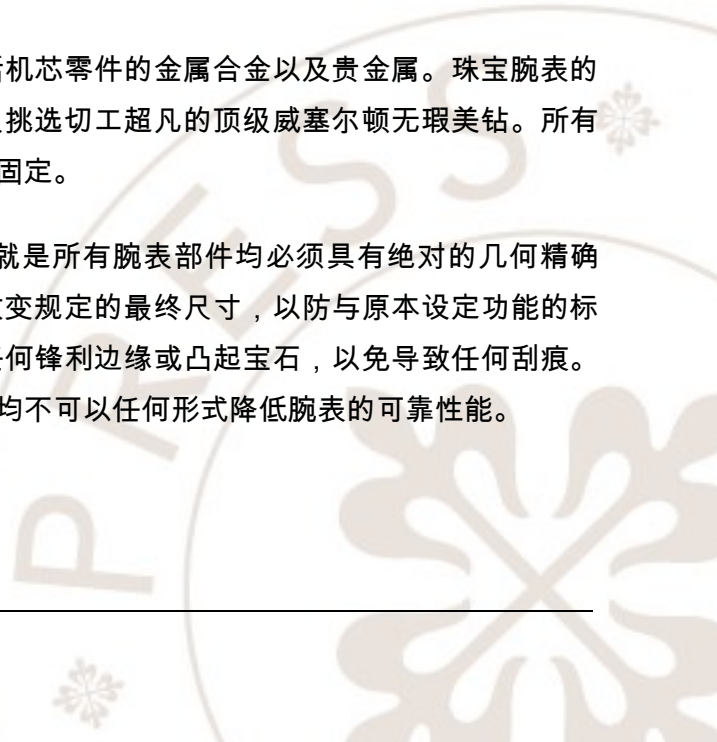 机芯零件的金属合金以及贵金属。珠宝腕表的
挑选切工超凡的顶级威塞尔顿无瑕美钻。所有
固定。
就是所有腕表部件均必须具有绝对的几何精确
变规定的最终尺寸，以防与原本设定功能的标
何锋利边缘或凸起宝石，以免导致任何刮痕。
均不可以任何形式降低腕表的可靠性能。
PRESS